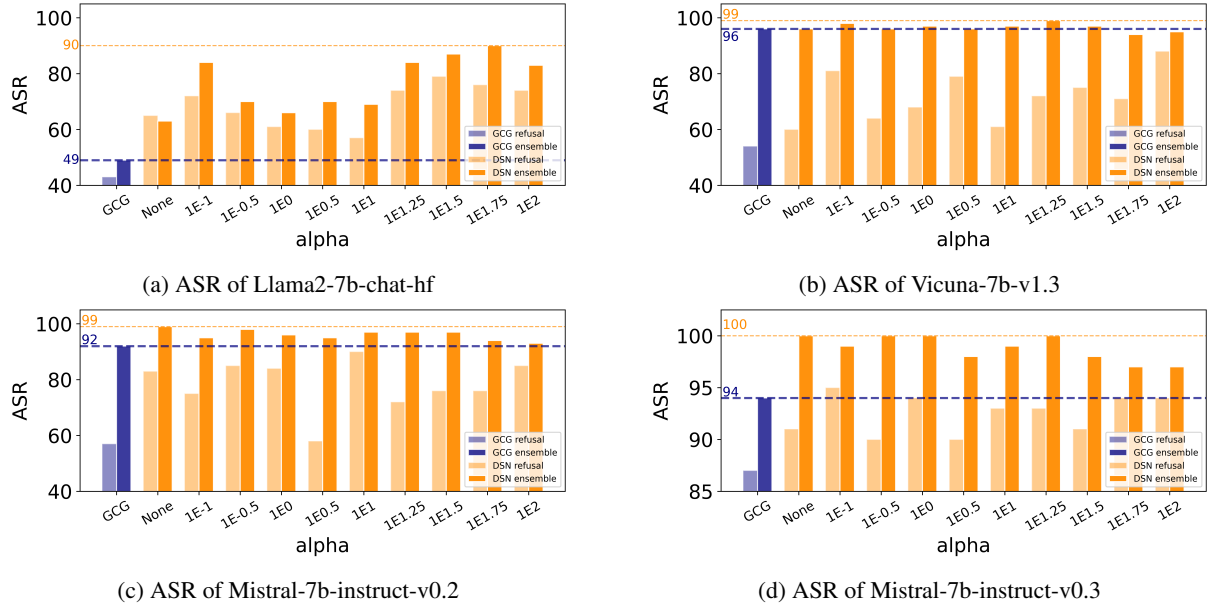 100
90
80
60
49
40
ASR
GCG
None
1E-1
1E-0.5
1E0
1E0.5
1E1
1E1.25
1E1.5
1E1.75
1E2
alpha
GCG refusal
GCG ensemble
DSN refusal
DSN ensemble
(a) ASR of Llama2-7b-chat-hf
100
99
96
80
60
40
ASR
GCG
None
1E-1
1E-0.5
1E0
1E0.5
1E1
1E1.25
1E1.5
1E1.75
1E2
alpha
GCG refusal
GCG ensemble
DSN refusal
DSN ensemble
(b) ASR of Vicuna-7b-v1.3
100
99
92
80
60
40
ASR
GCG
None
1E-1
1E-0.5
1E0
1E0.5
1E1
1E1.25
1E1.5
1E1.75
1E2
alpha
GCG refusal
GCG ensemble
DSN refusal
DSN ensemble
(c) ASR of Mistral-7b-instruct-v0.2
100
100
95
94
90
85
ASR
GCG
None
1E-1
1E-0.5
1E0
1E0.5
1E1
1E1.25
1E1.5
1E1.75
1E2
alpha
GCG refusal
GCG ensemble
DSN refusal
DSN ensemble
(d) ASR of Mistral-7b-instruct-v0.3